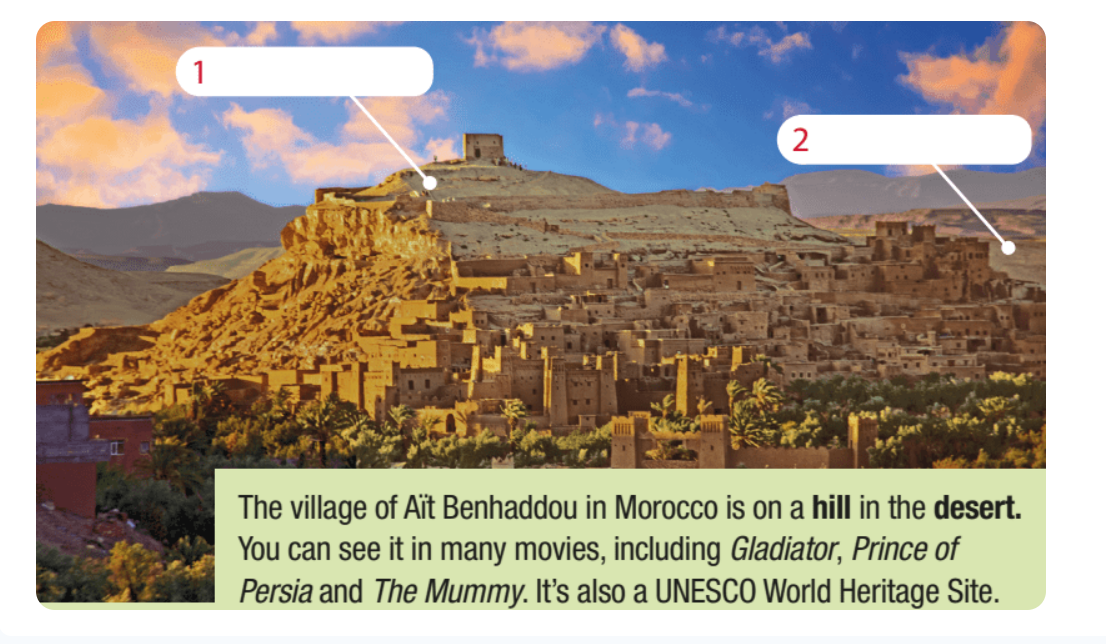 1
2
The village of Aït Benhaddou in Morocco is on a hill in the desert.
You can see it in many movies, including Gladiator, Prince of
Persia and The Mummy. It's also a UNESCO World Heritage Site.